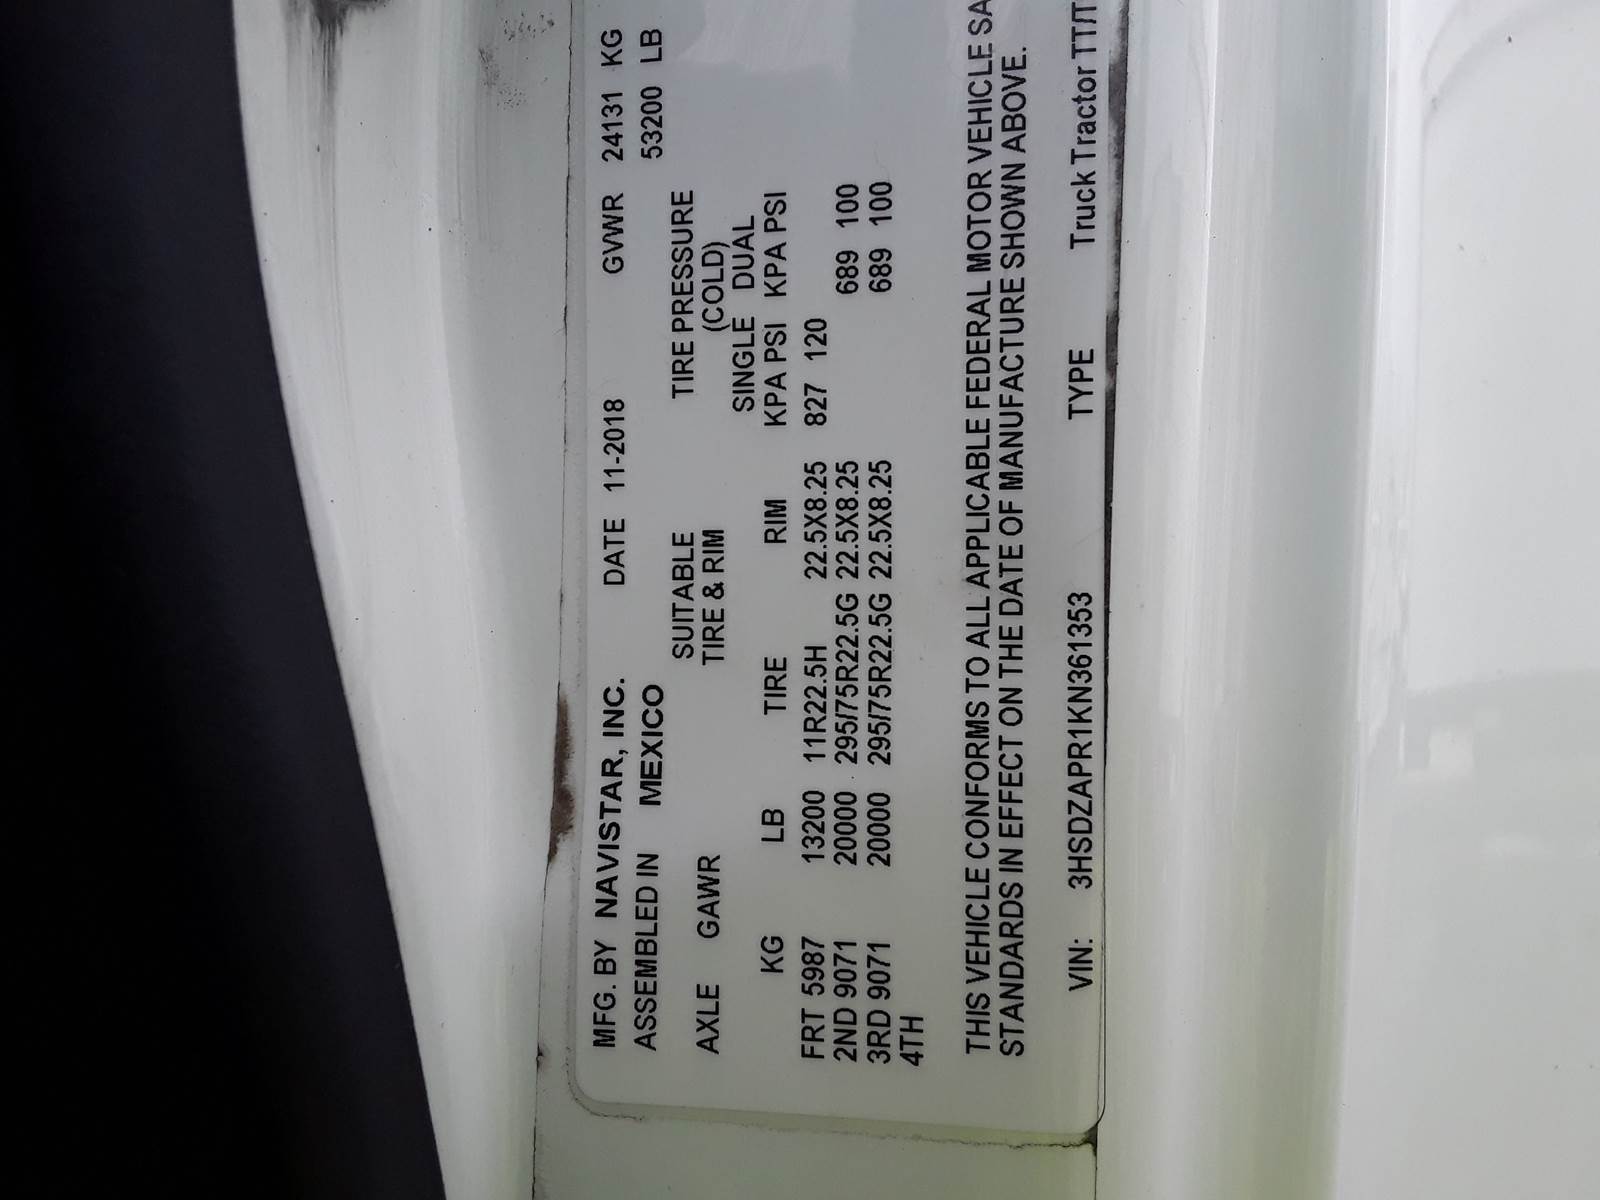 MFG. BY NAVISTAR, INC. DATE 11-2018 GVWR 24131 KG
ASSEMBLED IN MEXICO 53200 LB
SUITABLE TIRE PRESSURE
AXLE GAWR TIRE & RIM (COLD)
SINGLE DUAL
KG LB TIRE RIM KPA PSI KPA PSI
FRT 5987 13200 11R22.5H 22.5X8.25 827 120
2ND 9071 20000 295/75R22.5G 22.5X8.25 689 100
3RD 9071 20000 295/75R22.5G 22.5X8.25 689 100
4TH
THIS VEHICLE CONFORMS TO ALL APPLICABLE FEDERAL MOTOR VEHICLE SA
STANDARDS IN EFFECT ON THE DATE OF MANUFACTURE SHOWN ABOVE.
VIN: 3HSDZAPR1KN361353 TYPE Truck Tractor TT/T